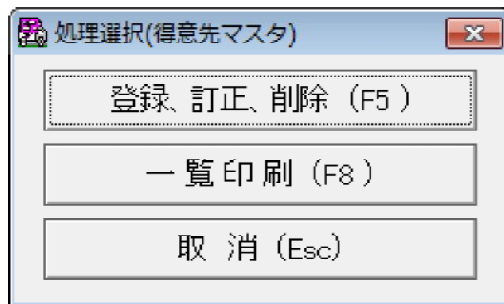 処理選択(得意先マスタ)
登録、訂正、削除（F5）
一 覧 印 刷（F8）
取 消（Esc）